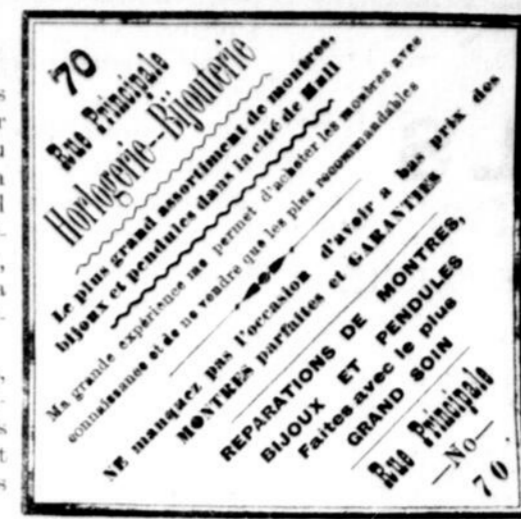 70
Rue Principale
Horlogerie--Bijouterie
Le plus grand assortiment de montres,
bijoux et pendules dans la cité de Hull
Ma grande expérience me permet d'acheter les montres avec
connaissance et de ne vendre que les plus recommandables
NE manquez pas l'occasion d'avoir a bas prix des
MONTRES parfaites et GARANTIES
REPARATIONS DE MONTRES,
BIJOUX ET PENDULES
Faites avec le plus
GRAND SOIN
Rue Principale
—No—
70.